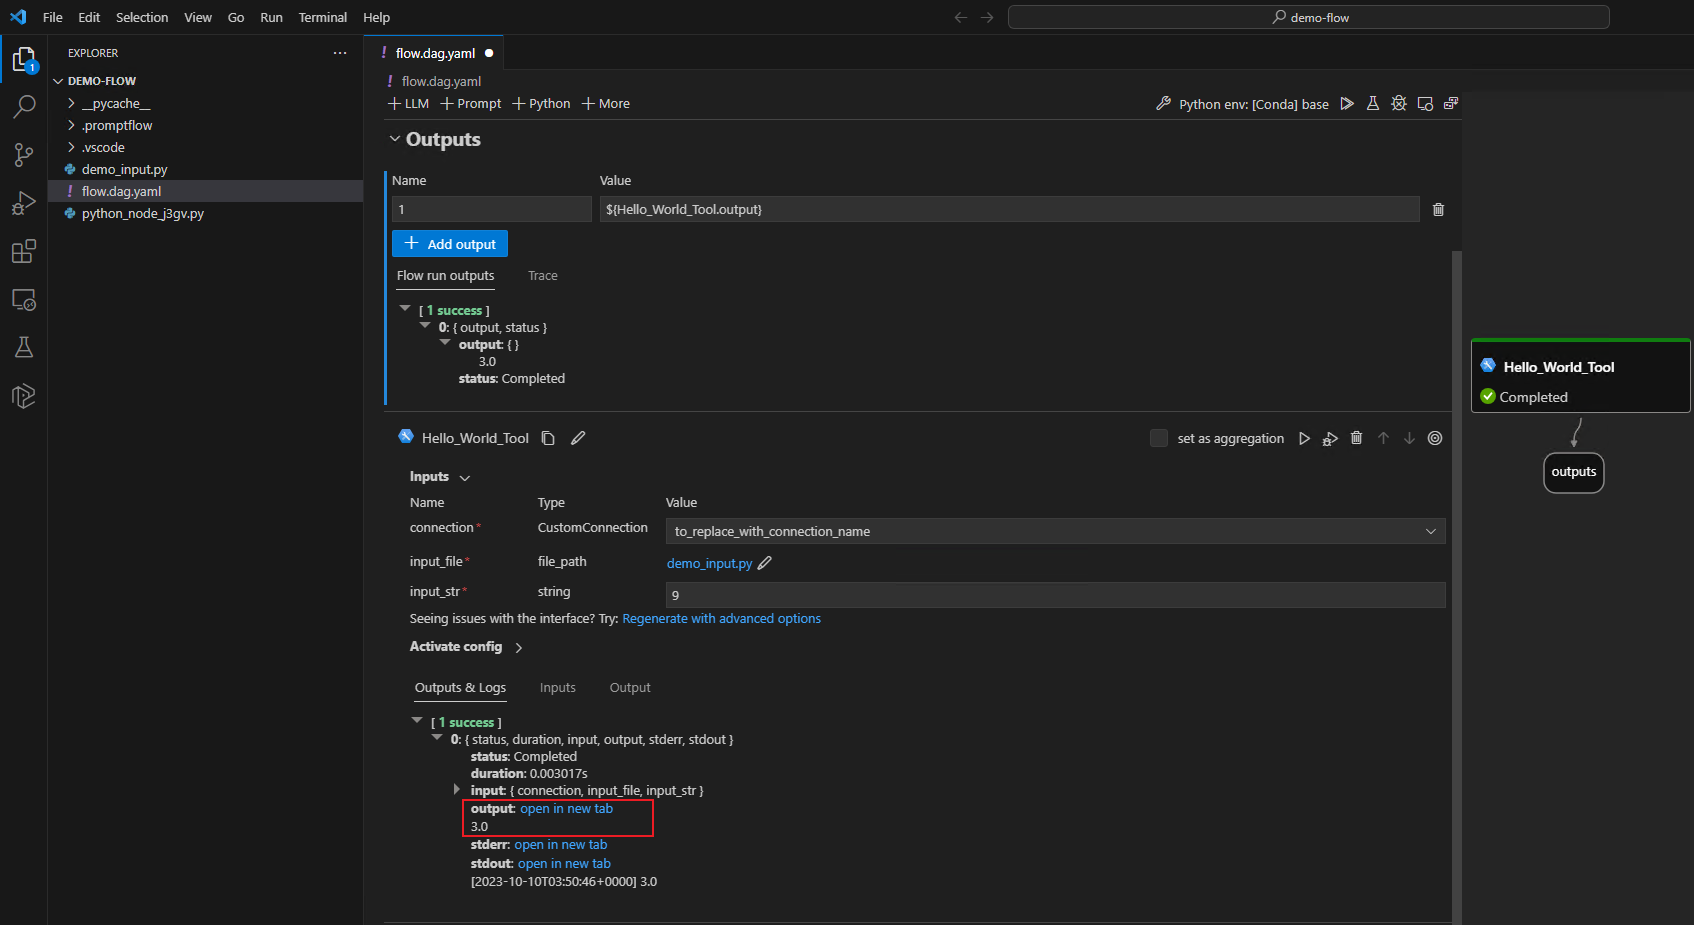 File Edit Selection View Go Run Terminal Help
demo-flow
EXPLORER
DEMO-FLOW
__pycache__
.promptflow
.vscode
demo_input.py
! flow.dag.yaml
python_node_j3gv.py
1
! flow.dag.yaml
! flow.dag.yaml
LLM Prompt Python More
Python env: [Conda] base
Outputs
Name Value
1 ${Hello_World_Tool.output}
Add output
Flow run outputs Trace
[ 1 success ]
0: { output, status }
output: { }
3.0
status: Completed
Hello_World_Tool
set as aggregation
Inputs
Name Type Value
connection* CustomConnection to_replace_with_connection_name
input_file* file_path demo_input.py
input_str* string 9
Seeing issues with the interface? Try: Regenerate with advanced options
Activate config
Outputs & Logs Inputs Output
[ 1 success ]
0: { status, duration, input, output, stderr, stdout }
status: Completed
duration: 0.003017s
input: { connection, input_file, input_str }
output: open in new tab
3.0
stderr: open in new tab
stdout: open in new tab
[2023-10-10T03:50:46+0000] 3.0
Hello_World_Tool
Completed
outputs